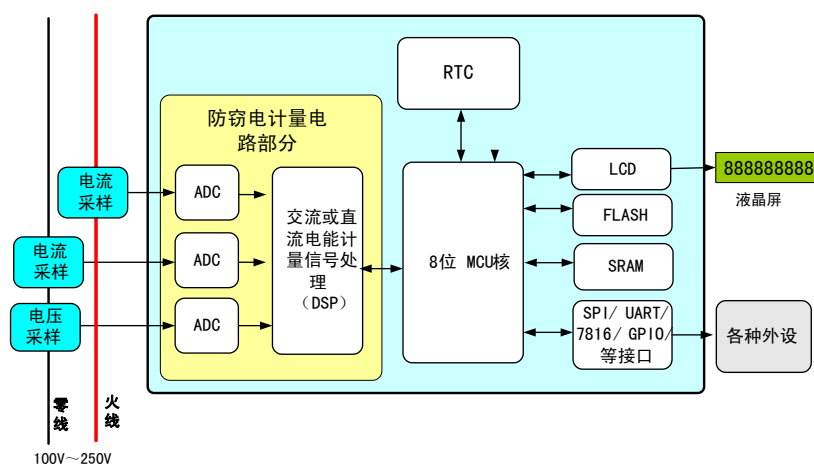 RTC
防窃电计量电
路部分
电流
采样
ADC
交流或直
流电能计
量信号处
理
（DSP）
电流
采样
ADC
电压
采样
ADC
8位 MCU核
LCD
FLASH
SRAM
SPI/ UART/
7816/ GPIO/
等接口
888888888
液晶屏
各种外设
零线
火线
100V～250V